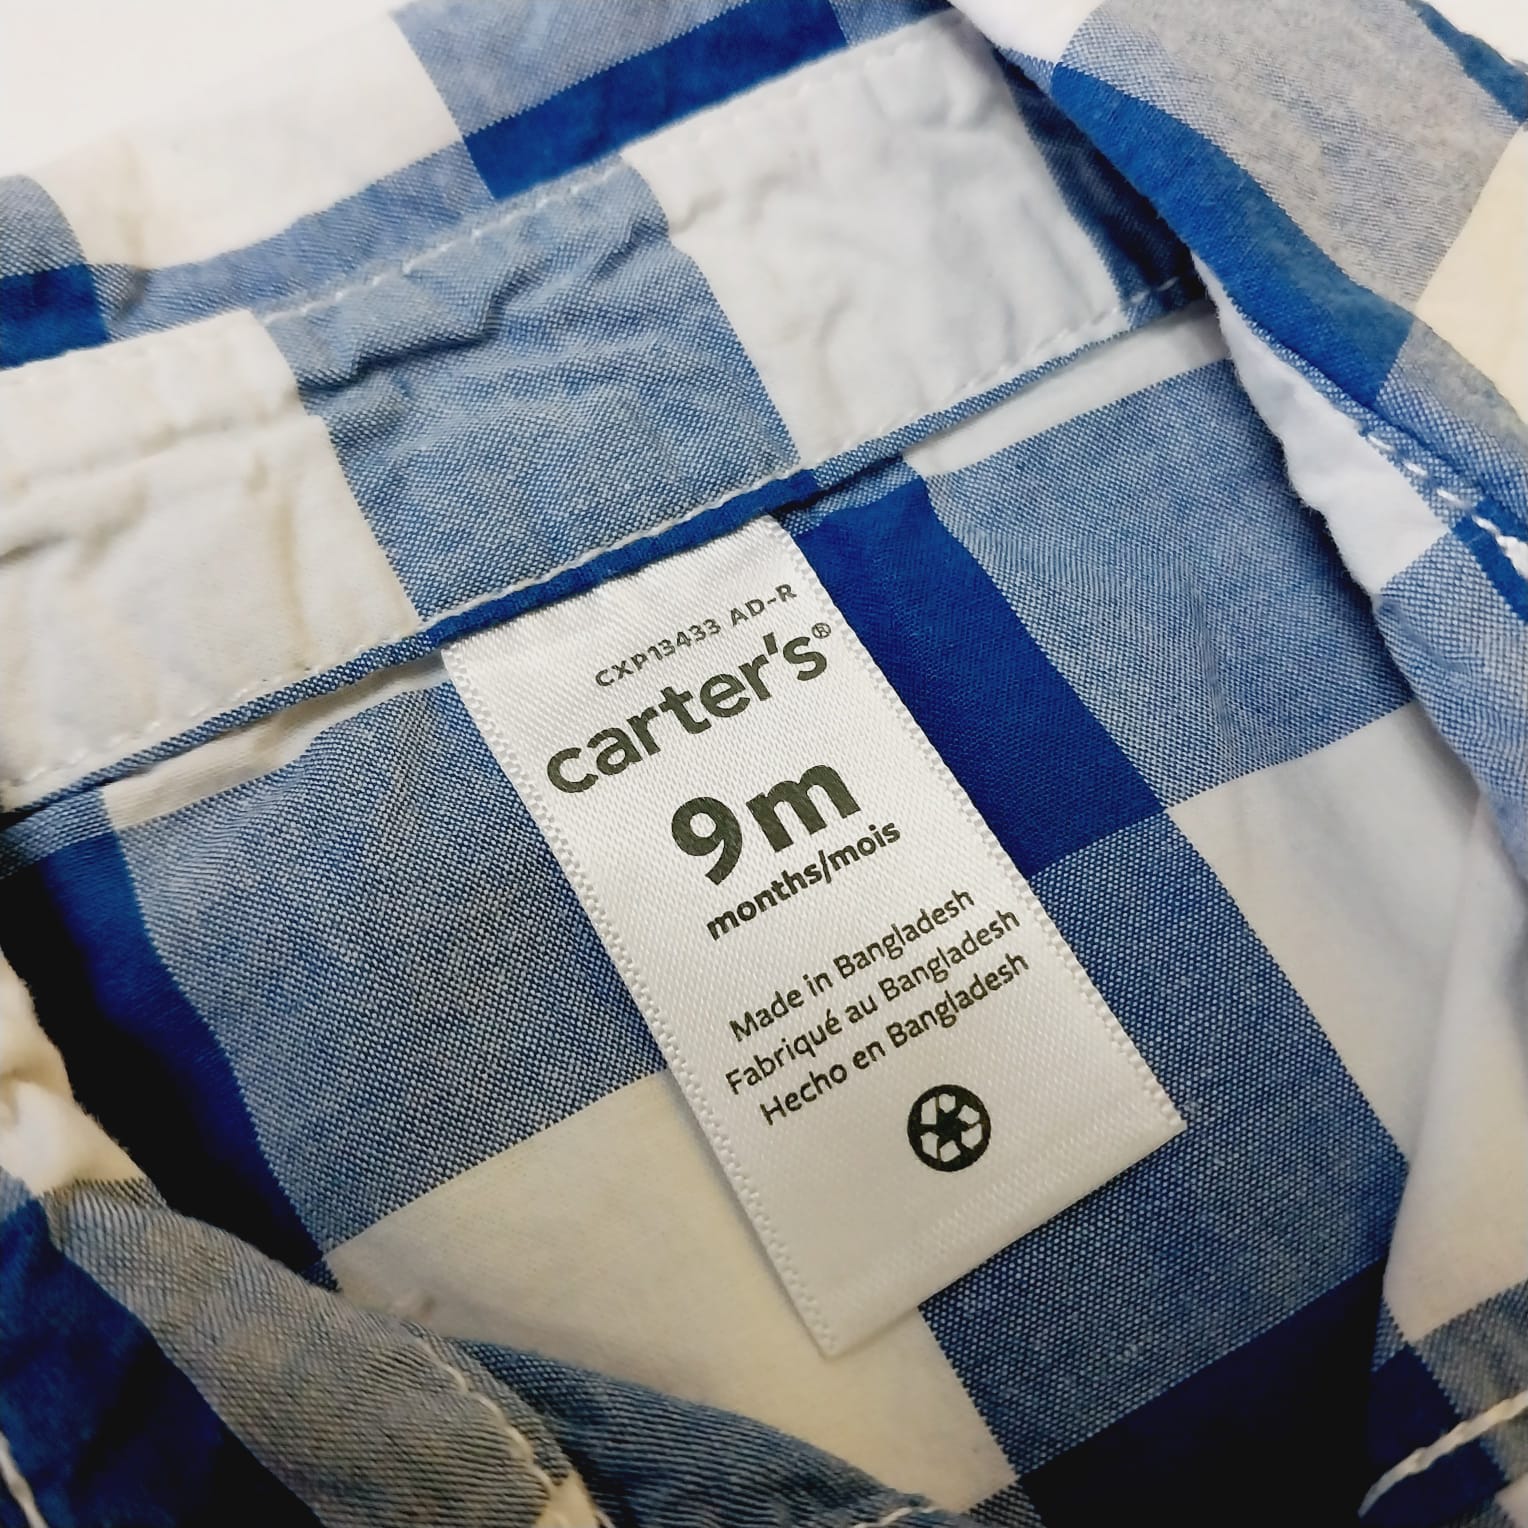 CXP13433 AD-R
carter's®
9m
months/mois
Made in Bangladesh
Fabriqué au Bangladesh
Hecho en Bangladesh